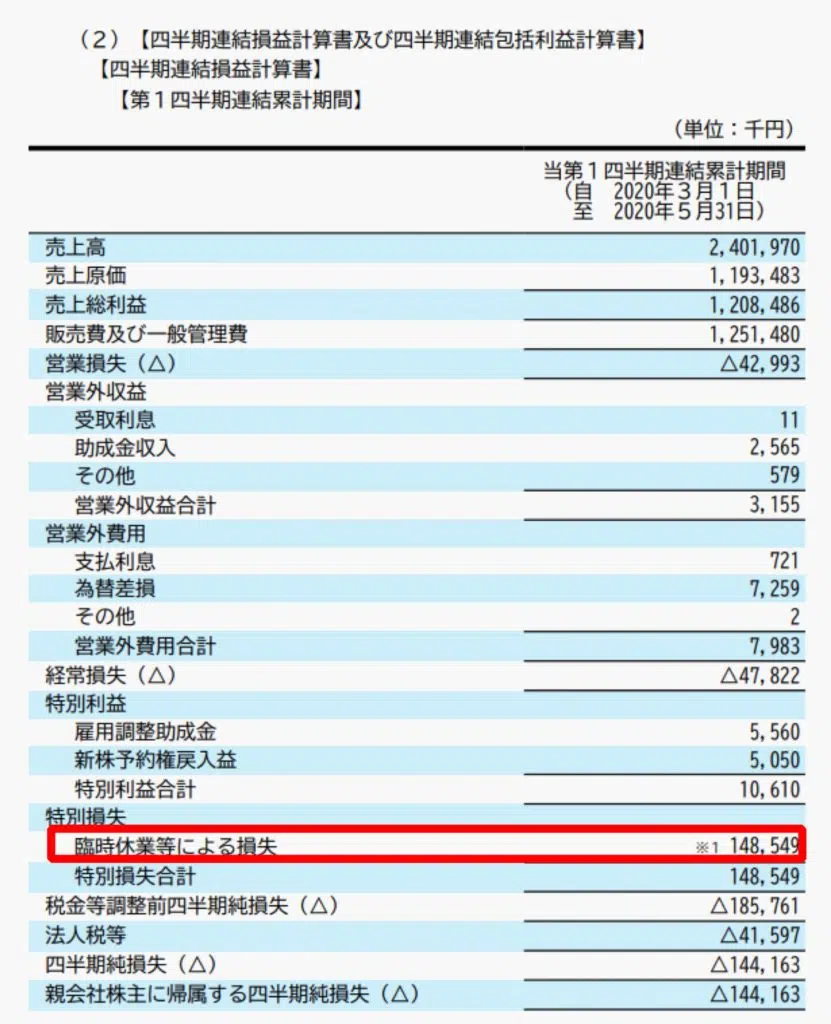 （２）【四半期連結損益計算書及び四半期連結包括利益計算書】
【四半期連結損益計算書】
【第１四半期連結累計期間】
（単位：千円）
当第１四半期連結累計期間
（自　2020年３月１日
至　2020年５月31日）
売上高 2,401,970
売上原価 1,193,483
売上総利益 1,208,486
販売費及び一般管理費 1,251,480
営業損失（△） △42,993
営業外収益
受取利息 11
助成金収入 2,565
その他 579
営業外収益合計 3,155
営業外費用
支払利息 721
為替差損 7,259
その他 2
営業外費用合計 7,983
経常損失（△） △47,822
特別利益
雇用調整助成金 5,560
新株予約権戻入益 5,050
特別利益合計 10,610
特別損失
臨時休業等による損失 ※1 148,549
特別損失合計 148,549
税金等調整前四半期純損失（△） △185,761
法人税等 △41,597
四半期純損失（△） △144,163
親会社株主に帰属する四半期純損失（△） △144,163